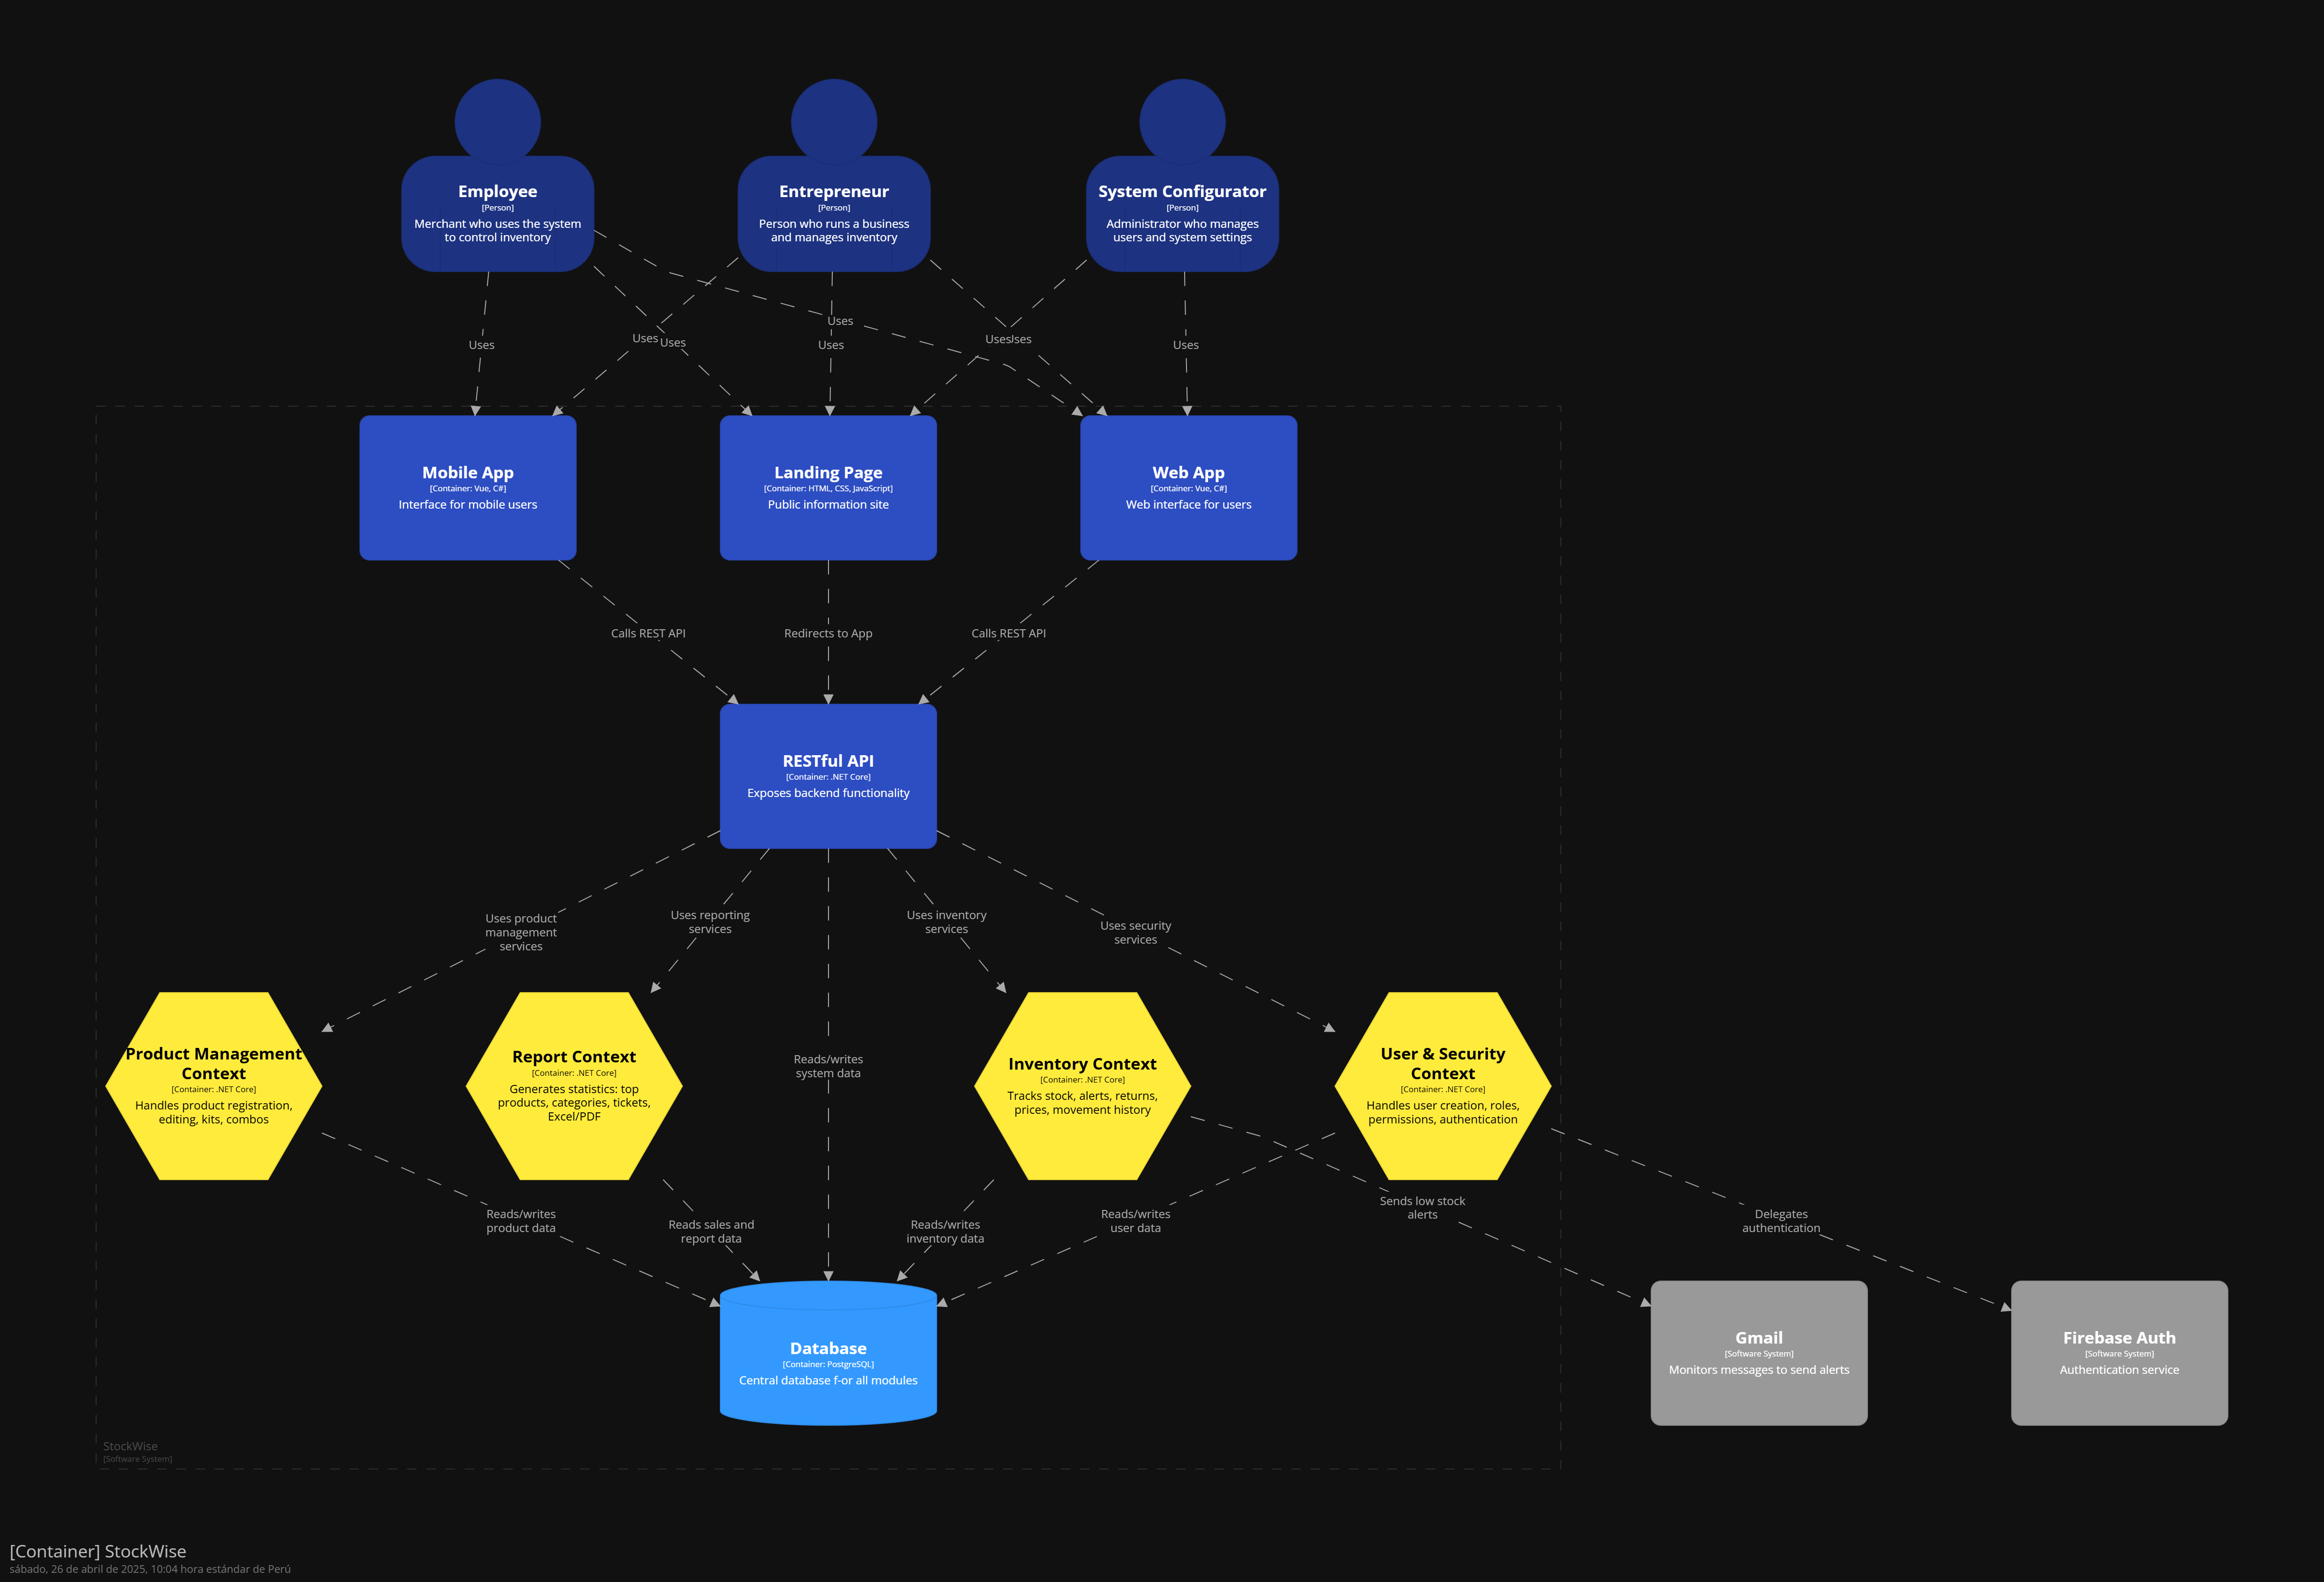 Employee
[Person]
Merchant who uses the system
to control inventory
Entrepreneur
[Person]
Person who runs a business
and manages inventory
System Configurator
[Person]
Administrator who manages
users and system settings
Uses
Uses
Uses
Uses
Uses
Uses
Uses
Uses
Mobile App
[Container: Vue, C#]
Interface for mobile users
Landing Page
[Container: HTML, CSS, JavaScript]
Public information site
Web App
[Container: Vue, C#]
Web interface for users
Calls REST API
Redirects to App
Calls REST API
RESTful API
[Container: .NET Core]
Exposes backend functionality
Uses product
management
services
Uses reporting
services
Uses inventory
services
Uses security
services
Product Management
Context
[Container: .NET Core]
Handles product registration,
editing, kits, combos
Report Context
[Container: .NET Core]
Generates statistics: top
products, categories, tickets,
Excel/PDF
Reads/writes
system data
Inventory Context
[Container: .NET Core]
Tracks stock, alerts, returns,
prices, movement history
User & Security
Context
[Container: .NET Core]
Handles user creation, roles,
permissions, authentication
Reads/writes
product data
Reads sales and
report data
Reads/writes
inventory data
Reads/writes
user data
Sends low stock
alerts
Delegates
authentication
Database
[Container: PostgreSQL]
Central database f-or all modules
Gmail
[Software System]
Monitors messages to send alerts
Firebase Auth
[Software System]
Authentication service
StockWise
[Software System]
[Container] StockWise
sábado, 26 de abril de 2025, 10:04 hora estándar de Perú